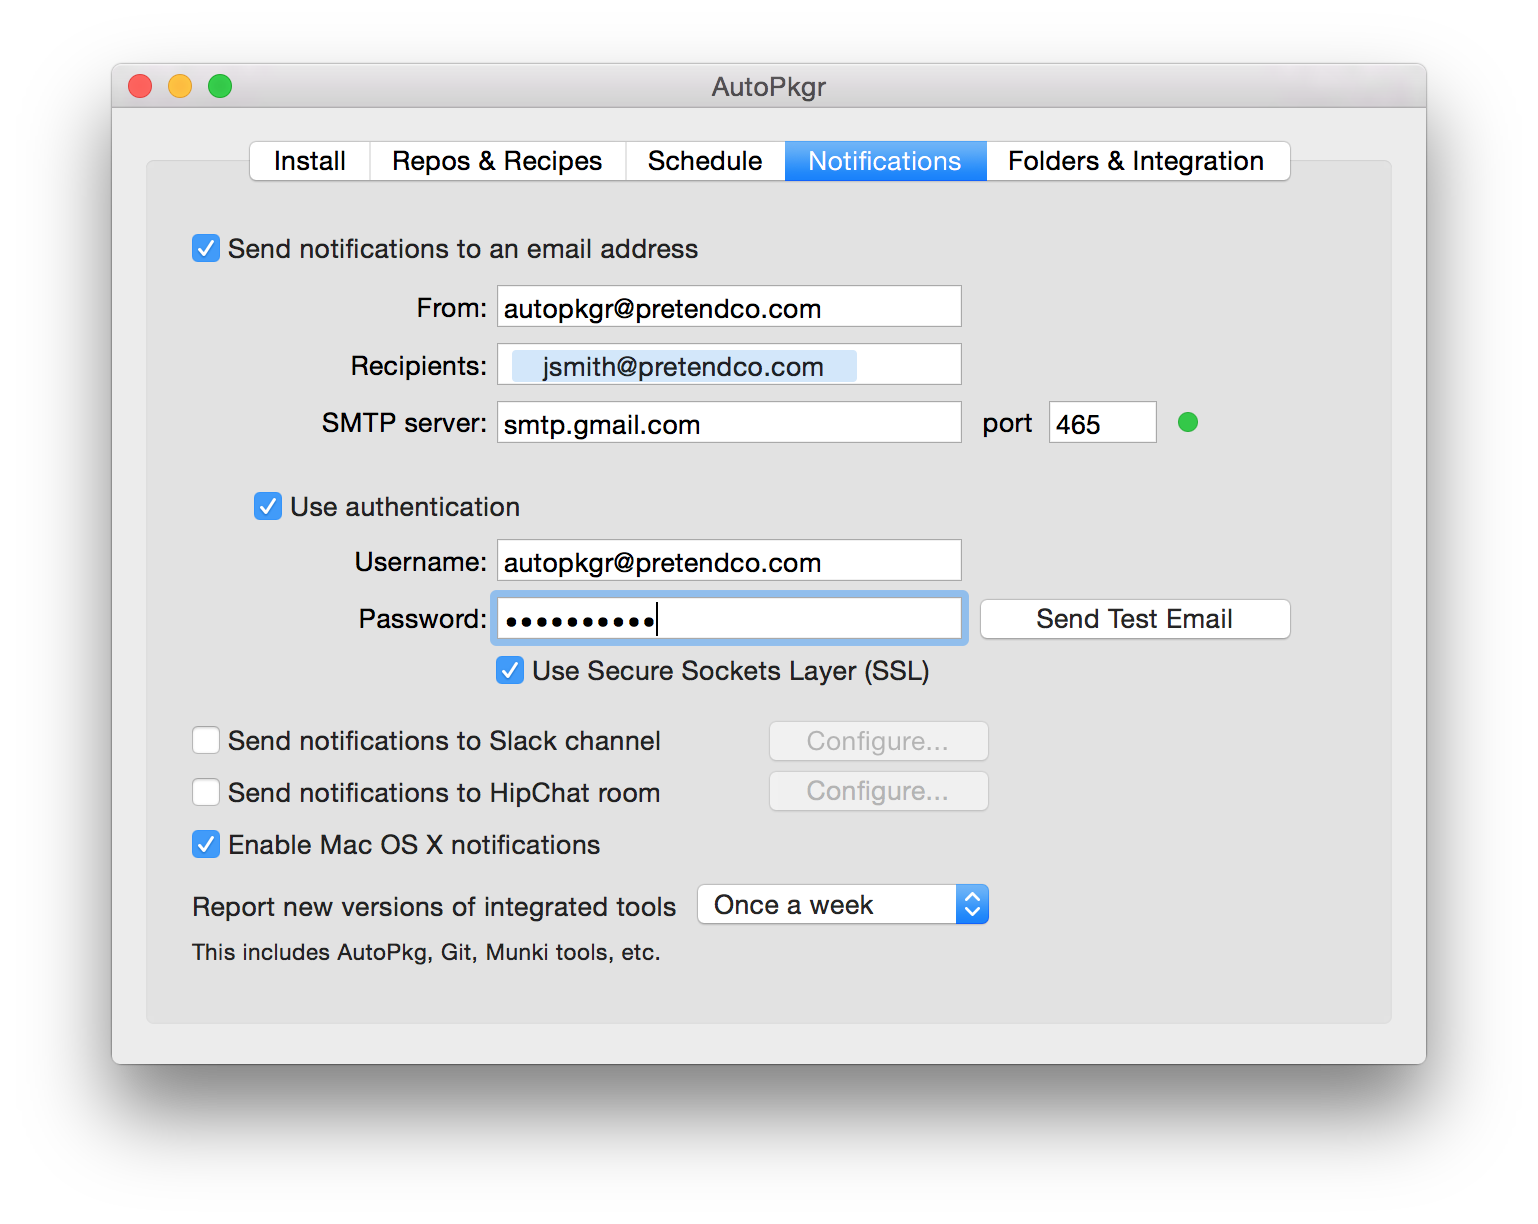 AutoPkgr
Install Repos & Recipes Schedule Notifications Folders & Integration
Send notifications to an email address
From: autopkgr@pretendco.com
Recipients: jsmith@pretendco.com
SMTP server: smtp.gmail.com port 465
Use authentication
Username: autopkgr@pretendco.com
Password: ••••••••••
Send Test Email
Use Secure Sockets Layer (SSL)
Send notifications to Slack channel Configure...
Send notifications to HipChat room Configure...
Enable Mac OS X notifications
Report new versions of integrated tools Once a week
This includes AutoPkg, Git, Munki tools, etc.